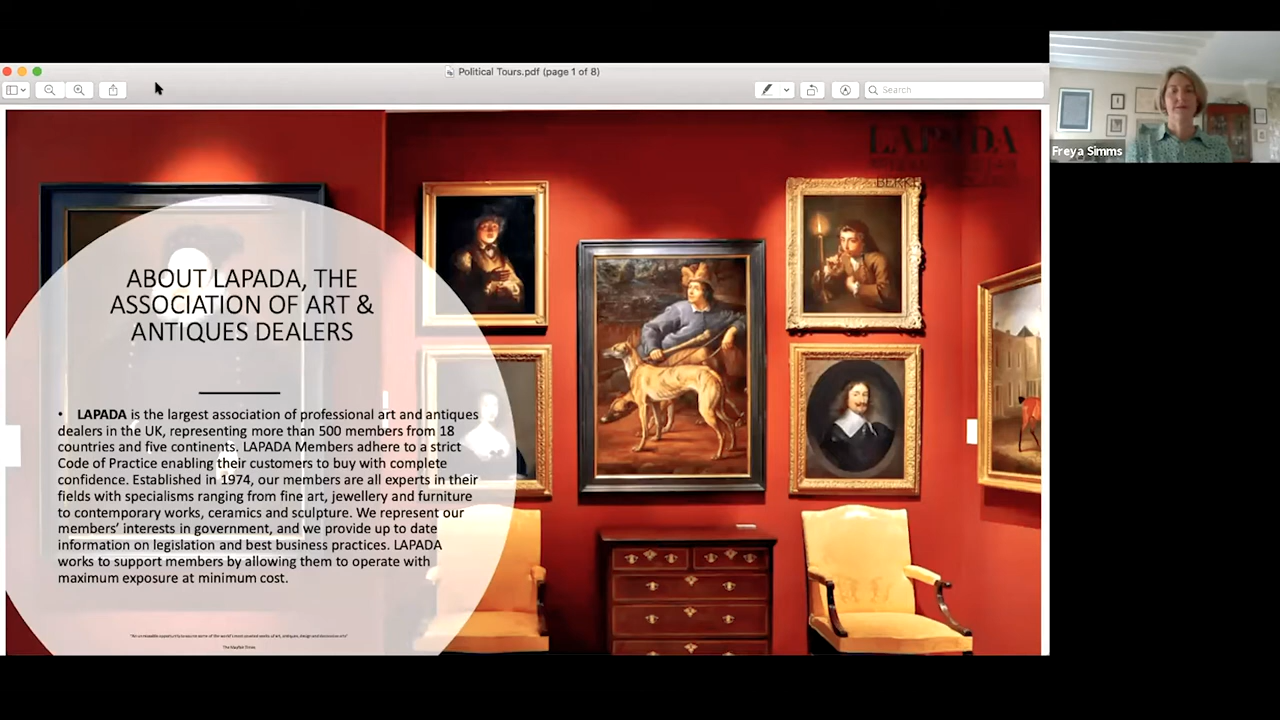 Political Tours.pdf (page 1 of 8)
Search
Freya Simms
LAPADA
ABOUT LAPADA, THE
ASSOCIATION OF ART &
ANTIQUES DEALERS
• LAPADA is the largest association of professional art and antiques
dealers in the UK, representing more than 500 members from 18
countries and five continents. LAPADA Members adhere to a strict
Code of Practice enabling their customers to buy with complete
confidence. Established in 1974, our members are all experts in their
fields with specialisms ranging from fine art, jewellery and furniture
to contemporary works, ceramics and sculpture. We represent our
members’ interests in government, and we provide up to date
information on legislation and best business practices. LAPADA
works to support members by allowing them to operate with
maximum exposure at minimum cost.
The Mayfair Times